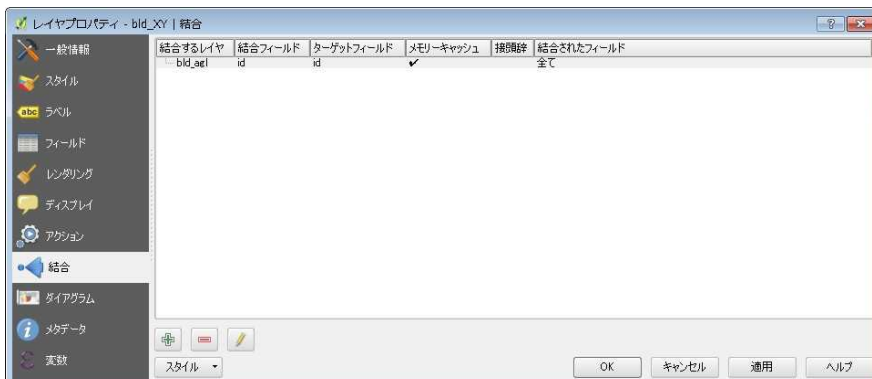 レイヤプロパティ - bld_XY | 結合
一般情報
スタイル
abc ラベル
フィールド
レンダリング
ディスプレイ
アクション
結合
ダイアグラム
メタデータ
変数
結合するレイヤ 結合フィールド ターゲットフィールド メモリーキャッシュ 接頭辞 結合されたフィールド
bld_agl id id ✔ 全て
スタイル
OK キャンセル 適用 ヘルプ